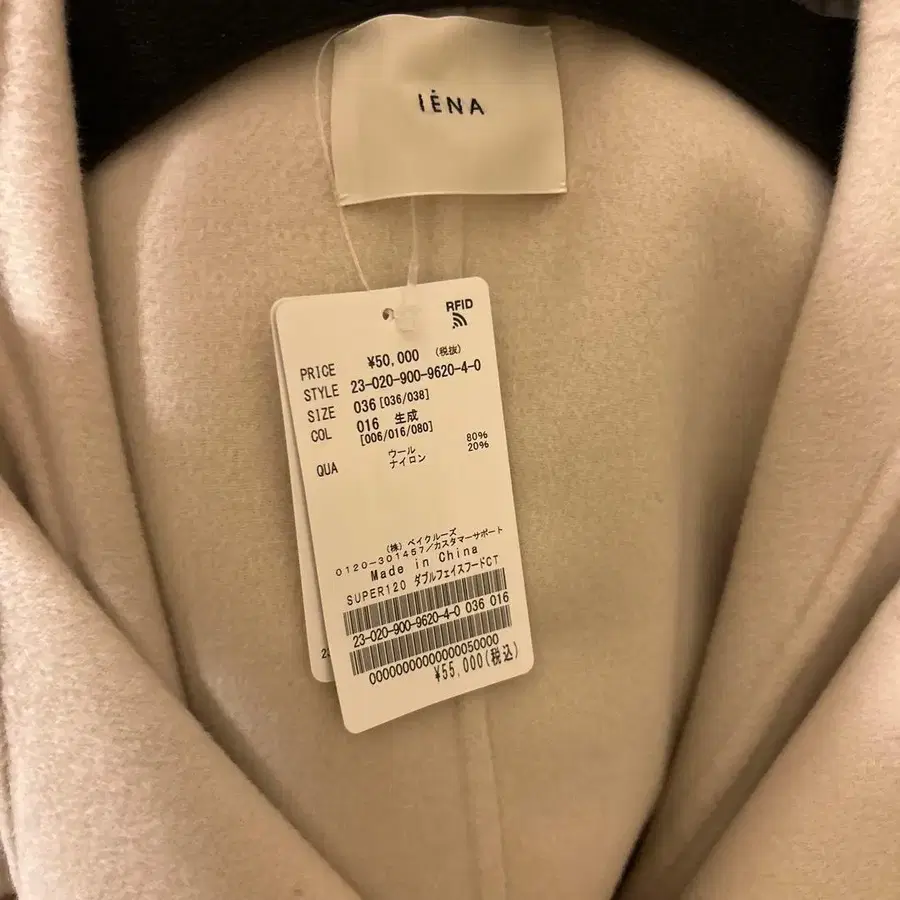 IÉNA
RFID
PRICE ¥50,000 (税抜)
STYLE 23-020-900-9620-4-0
SIZE 036 [036/038]
COL 016 生成
[006/016/080]
QUA ウール 80%
ナイロン 20%
(株) ベイクルーズ
0120-301457/カスタマーサポート
Made in China
SUPER120 ダブルフェイスフードCT
23-020-900-9620-4-0 036 016
0000000000000000050000
¥55,000(税込)